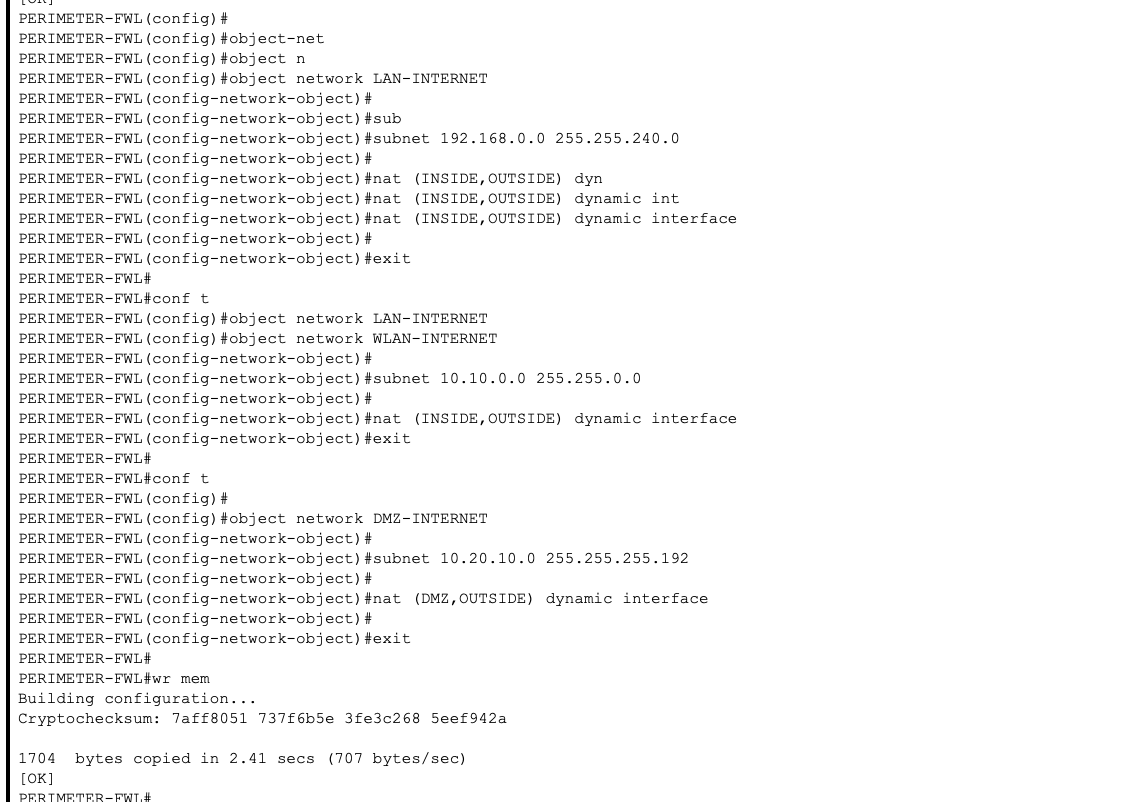 [OK]
PERIMETER-FWL(config)#
PERIMETER-FWL(config)#object-net
PERIMETER-FWL(config)#object n
PERIMETER-FWL(config)#object network LAN-INTERNET
PERIMETER-FWL(config-network-object)#
PERIMETER-FWL(config-network-object)#sub
PERIMETER-FWL(config-network-object)#subnet 192.168.0.0 255.255.240.0
PERIMETER-FWL(config-network-object)#
PERIMETER-FWL(config-network-object)#nat (INSIDE,OUTSIDE) dyn
PERIMETER-FWL(config-network-object)#nat (INSIDE,OUTSIDE) dynamic int
PERIMETER-FWL(config-network-object)#nat (INSIDE,OUTSIDE) dynamic interface
PERIMETER-FWL(config-network-object)#
PERIMETER-FWL(config-network-object)#exit
PERIMETER-FWL#
PERIMETER-FWL#conf t
PERIMETER-FWL(config)#object network LAN-INTERNET
PERIMETER-FWL(config)#object network WLAN-INTERNET
PERIMETER-FWL(config-network-object)#
PERIMETER-FWL(config-network-object)#subnet 10.10.0.0 255.255.0.0
PERIMETER-FWL(config-network-object)#
PERIMETER-FWL(config-network-object)#nat (INSIDE,OUTSIDE) dynamic interface
PERIMETER-FWL(config-network-object)#exit
PERIMETER-FWL#
PERIMETER-FWL#conf t
PERIMETER-FWL(config)#
PERIMETER-FWL(config)#object network DMZ-INTERNET
PERIMETER-FWL(config-network-object)#
PERIMETER-FWL(config-network-object)#subnet 10.20.10.0 255.255.255.192
PERIMETER-FWL(config-network-object)#
PERIMETER-FWL(config-network-object)#nat (DMZ,OUTSIDE) dynamic interface
PERIMETER-FWL(config-network-object)#
PERIMETER-FWL(config-network-object)#exit
PERIMETER-FWL#
PERIMETER-FWL#wr mem
Building configuration...
Cryptochecksum: 7aff8051 737f6b5e 3fe3c268 5eef942a
1704 bytes copied in 2.41 secs (707 bytes/sec)
[OK]
PERIMETER-FWL#